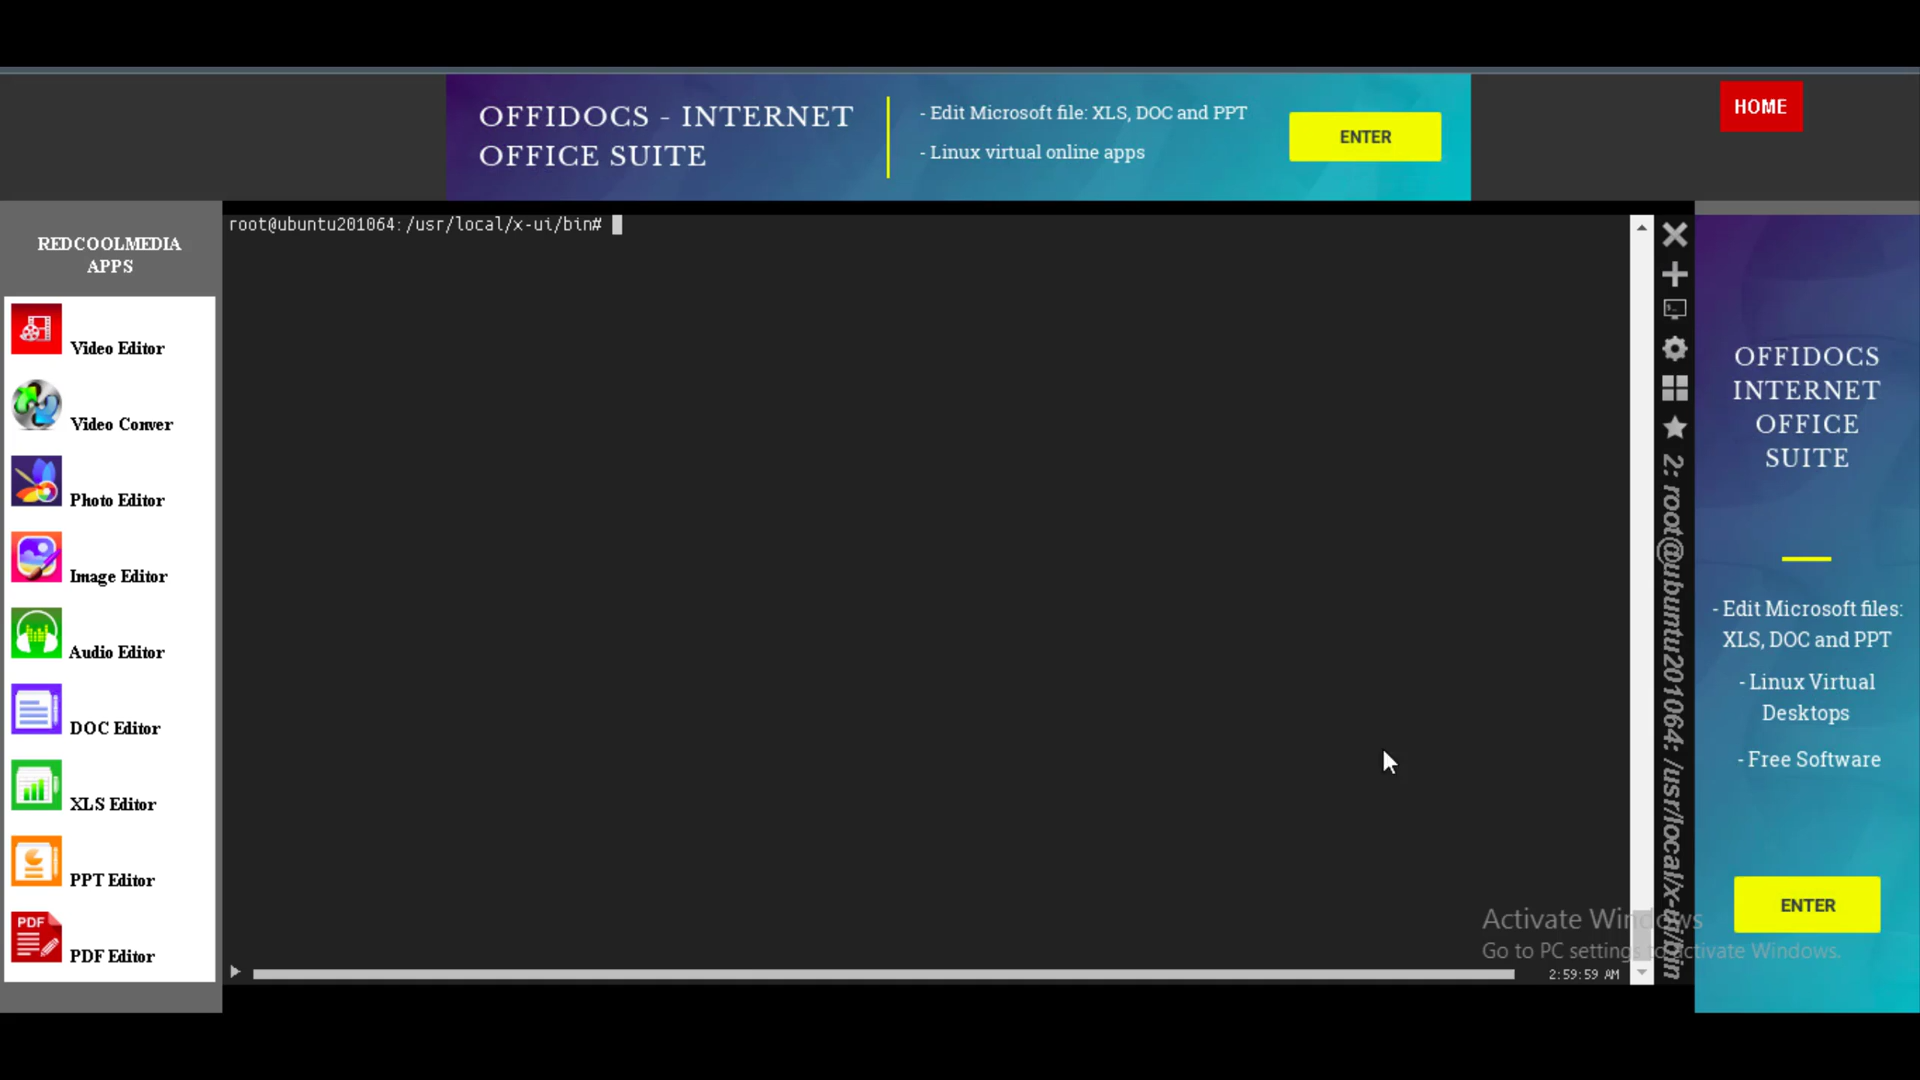 OFFIDOCS - INTERNET
OFFICE SUITE
- Edit Microsoft file: XLS, DOC and PPT
- Linux virtual online apps
ENTER
HOME
REDCOOLMEDIA
APPS
Video Editor
Video Conver
Photo Editor
Image Editor
Audio Editor
DOC Editor
XLS Editor
PPT Editor
PDF
PDF Editor
root@ubuntu201064:/usr/local/x-ui/bin#
2:59:59 AM
2: root@ubuntu201064: /usr/local/x-ui/bin
OFFIDOCS
INTERNET
OFFICE
SUITE
- Edit Microsoft files:
XLS, DOC and PPT
- Linux Virtual
Desktops
- Free Software
ENTER
Activate Windows
Go to PC settings to activate Windows.